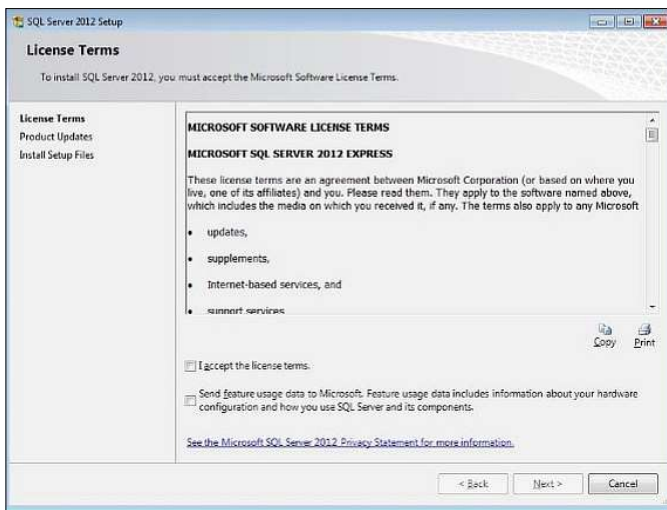 SQL Server 2012 Setup
License Terms
To install SQL Server 2012, you must accept the Microsoft Software License Terms.
License Terms
Product Updates
Install Setup Files
MICROSOFT SOFTWARE LICENSE TERMS
MICROSOFT SQL SERVER 2012 EXPRESS
These license terms are an agreement between Microsoft Corporation (or based on where you
live, one of its affiliates) and you. Please read them. They apply to the software named above,
which includes the media on which you received it, if any. The terms also apply to any Microsoft
• updates,
• supplements,
• Internet-based services, and
• support services
Copy Print
I accept the license terms.
Send feature usage data to Microsoft. Feature usage data includes information about your hardware
configuration and how you use SQL Server and its components.
See the Microsoft SQL Server 2012 Privacy Statement for more information.
< Back Next > Cancel